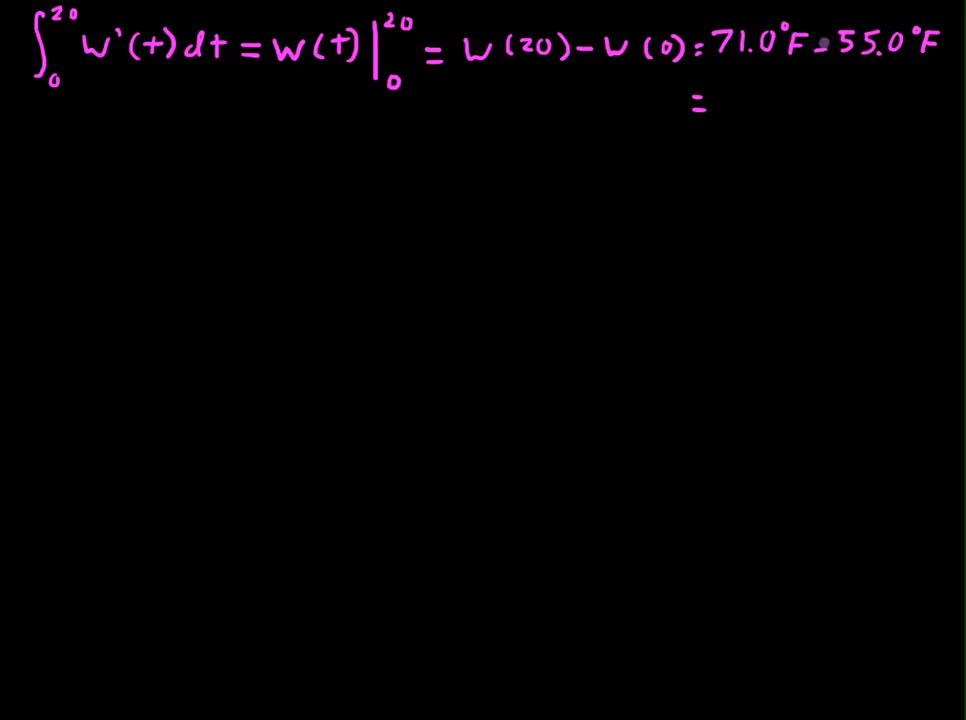 ∫₀²⁰ W'(t) dt = W(t) |₀²⁰ = W(20) - W(0) = 71.0°F - 55.0°F
=